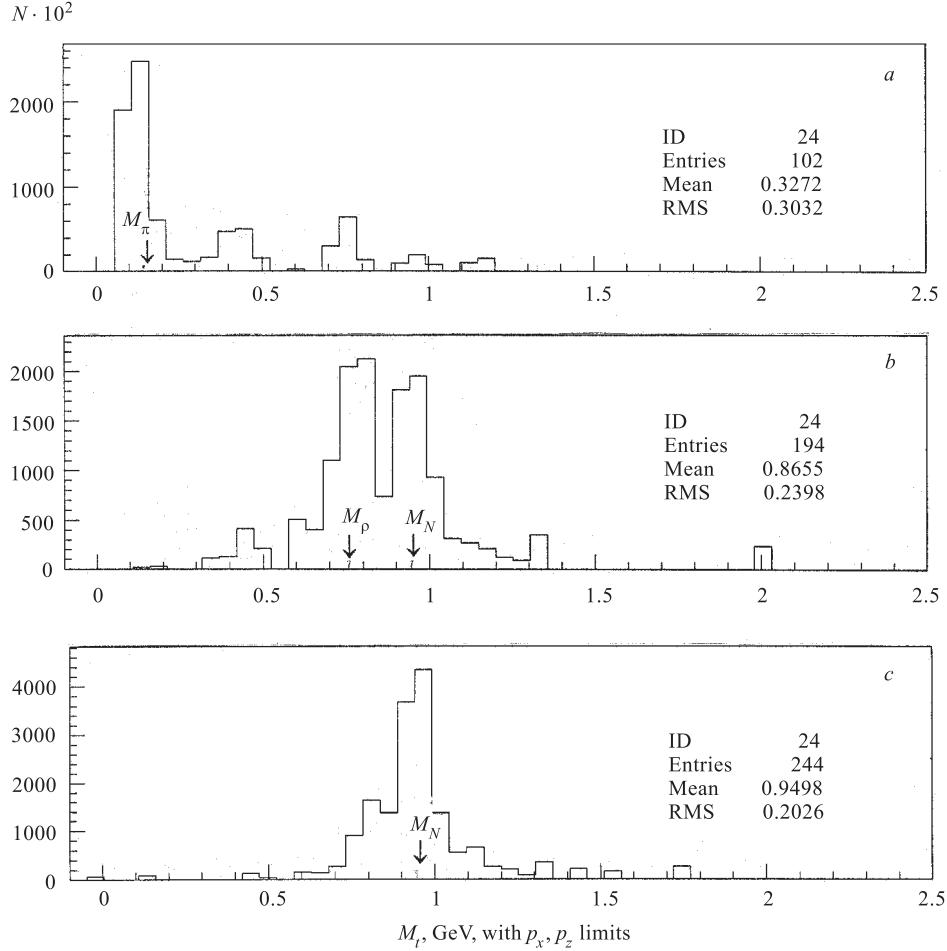 N · 10²
a
2000
1000
0
M_π
ID 24
Entries 102
Mean 0.3272
RMS 0.3032
0 0.5 1 1.5 2 2.5
b
2000
1500
1000
500
0
M_ρ M_N
ID 24
Entries 194
Mean 0.8655
RMS 0.2398
0 0.5 1 1.5 2 2.5
c
4000
3000
2000
1000
0
M_N
ID 24
Entries 244
Mean 0.9498
RMS 0.2026
0 0.5 1 1.5 2 2.5
M_t, GeV, with p_x, p_z limits